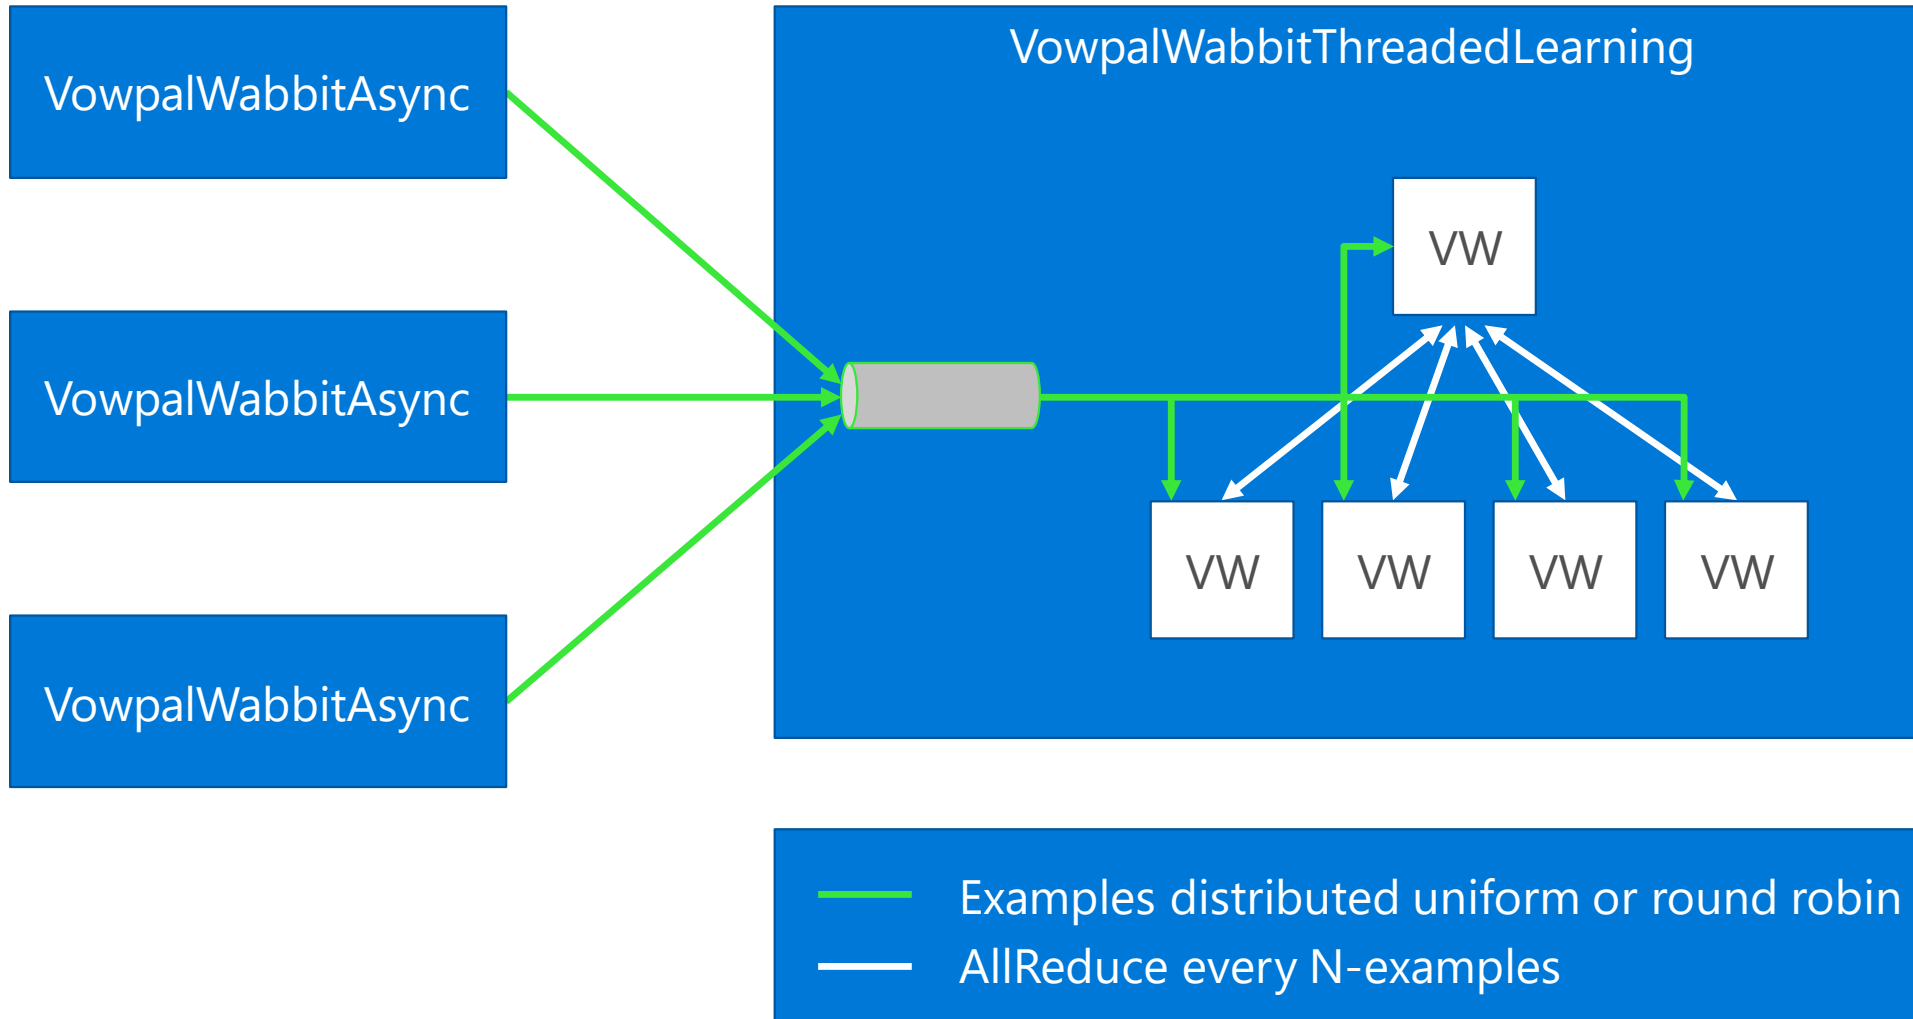 VowpalWabbitAsync
VowpalWabbitAsync
VowpalWabbitAsync
VowpalWabbitThreadedLearning
VW
VW
VW
VW
VW
Examples distributed uniform or round robin
AllReduce every N-examples